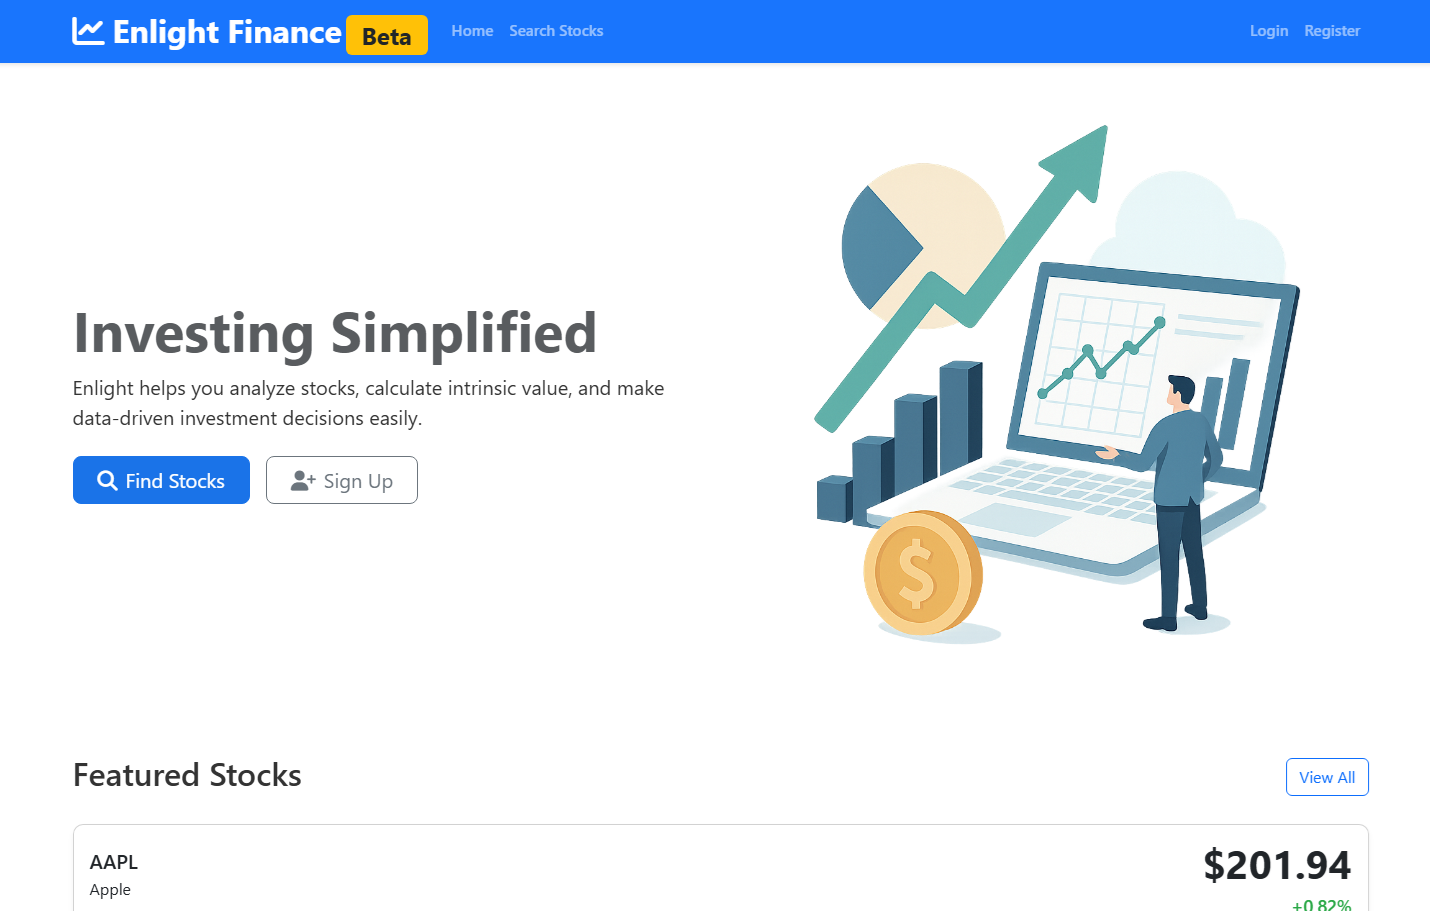 Enlight Finance Beta Home Search Stocks Login Register
Investing Simplified
Enlight helps you analyze stocks, calculate intrinsic value, and make
data-driven investment decisions easily.
Find Stocks Sign Up
$
Featured Stocks View All
AAPL $201.94
Apple
+0.82%